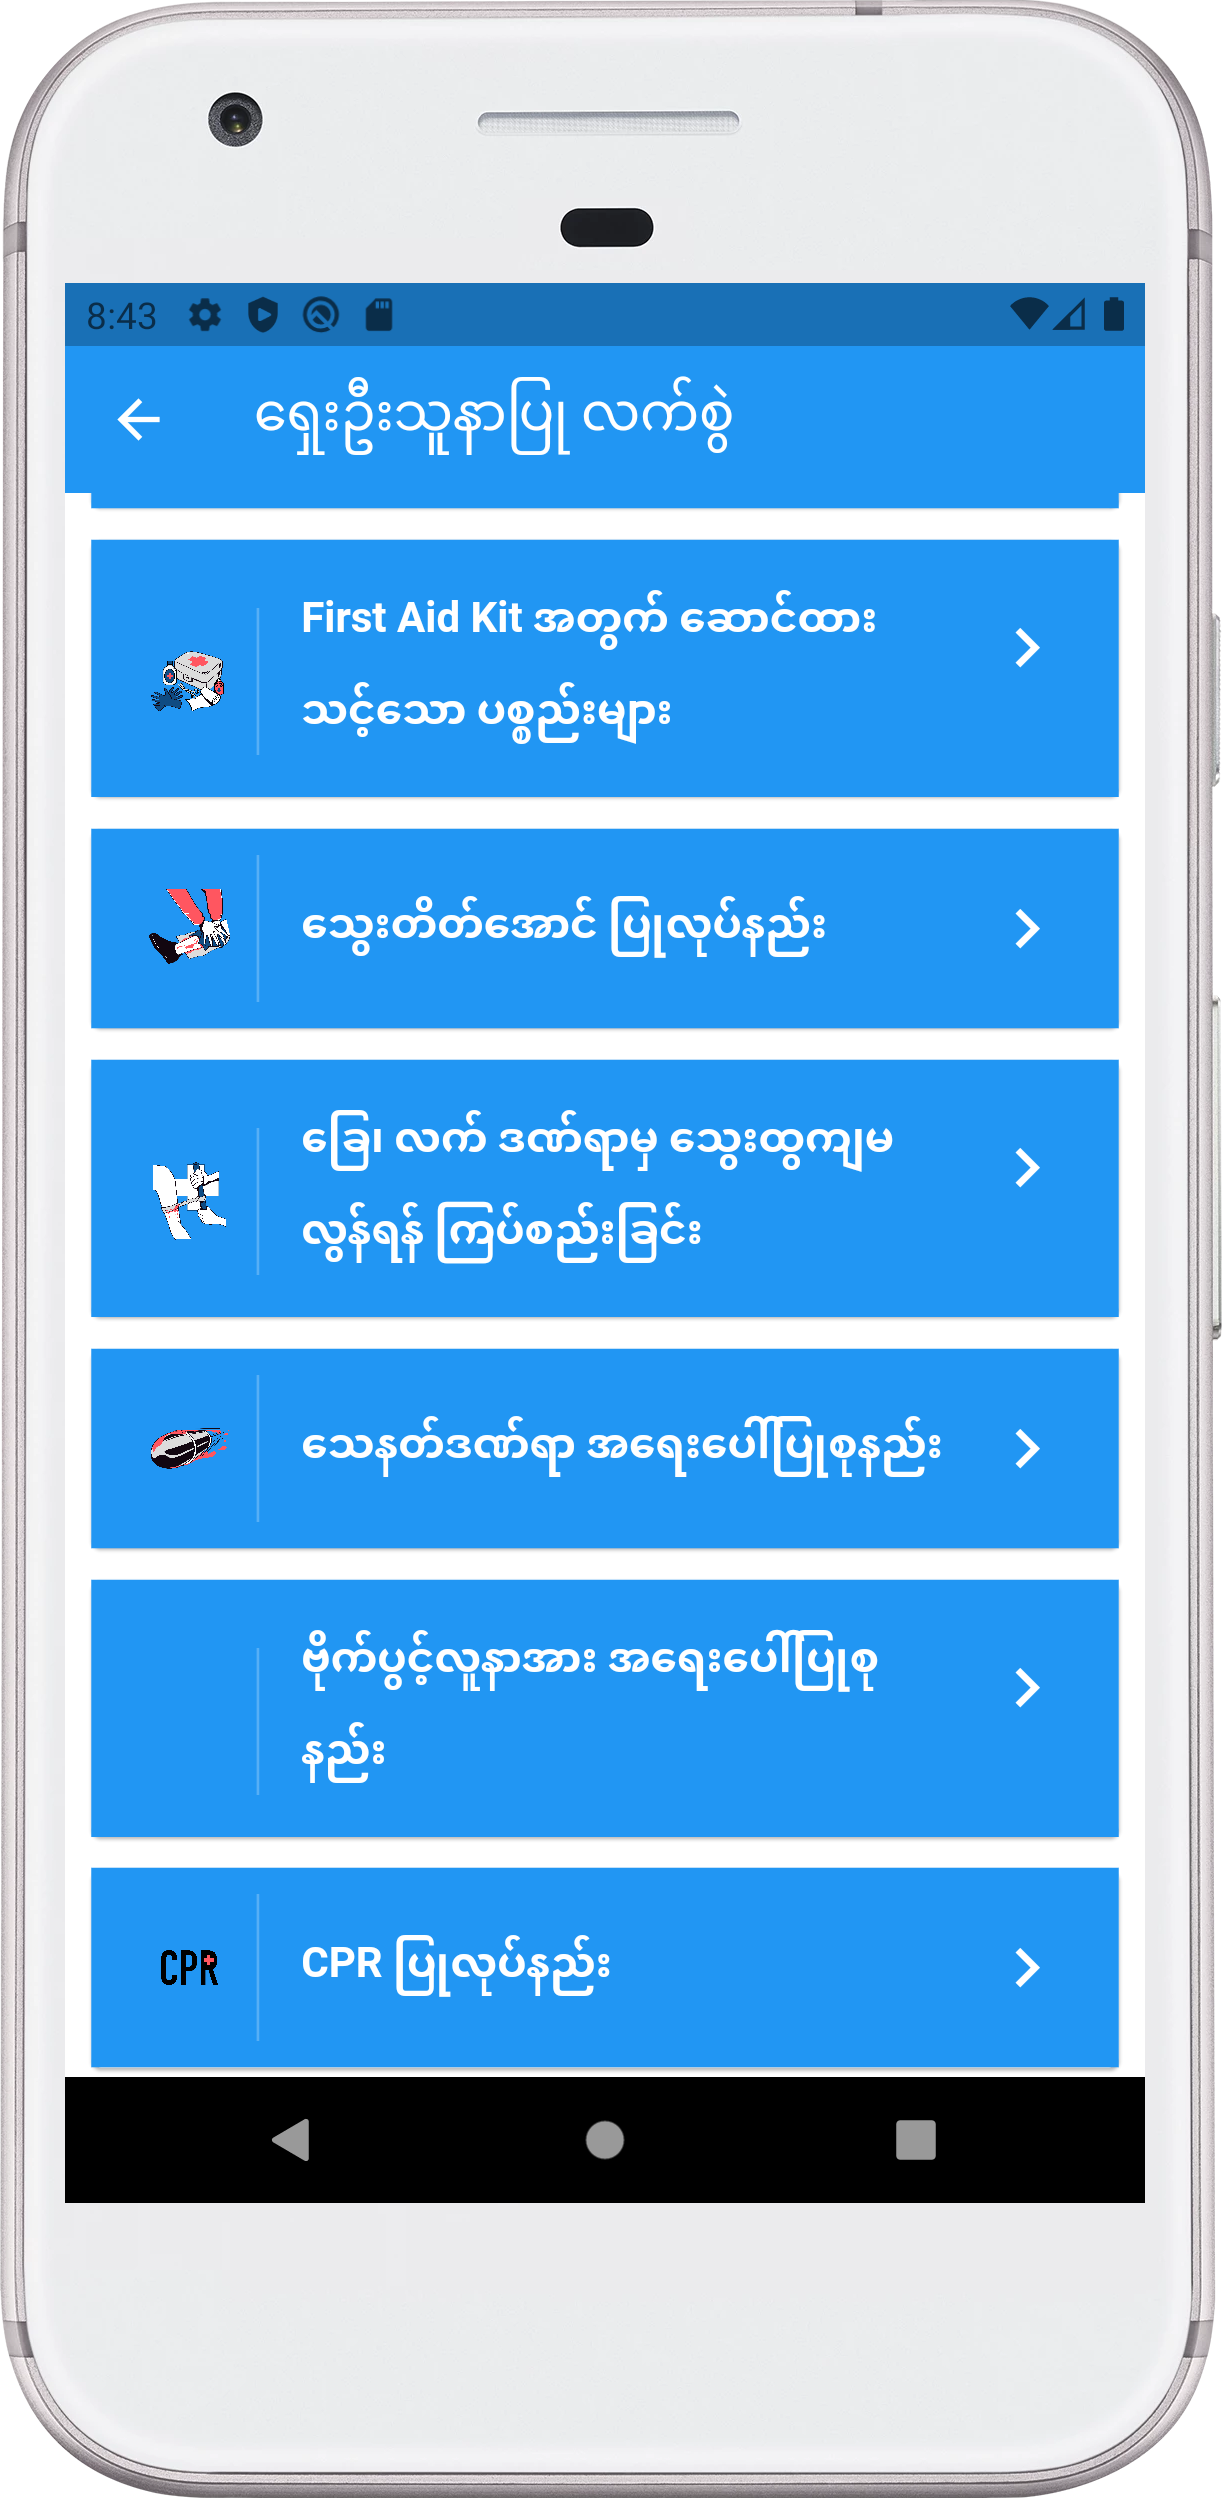 8:43
ရှေးဦးသူနာပြု လက်စွဲ
First Aid Kit အတွက် ဆောင်ထား
သင့်သော ပစ္စည်းများ
သွေးတိတ်အောင် ပြုလုပ်နည်း
ခြေ၊ လက် ဒဏ်ရာမှ သွေးထွကျမ
လွန်ရန် ကြပ်စည်းခြင်း
သေနတ်ဒဏ်ရာ အရေးပေါ်ပြုစုနည်း
ဗိုက်ပွင့်လူနာအား အရေးပေါ်ပြုစု
နည်း
CPR
CPR ပြုလုပ်နည်း